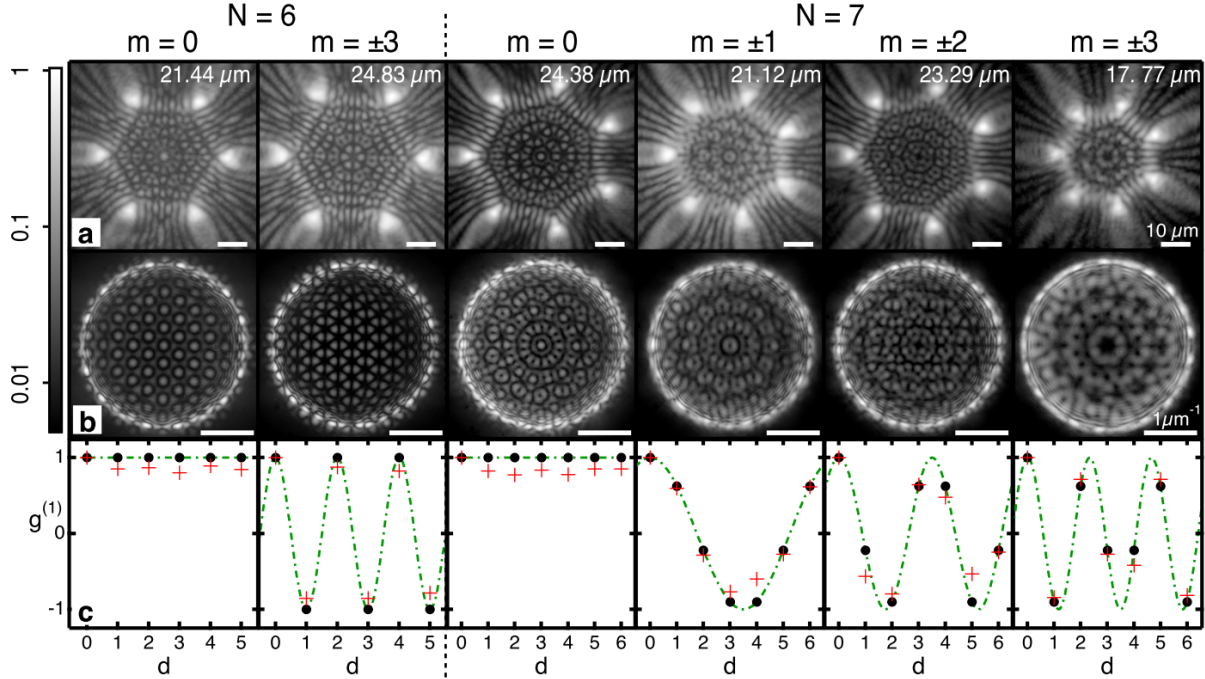 N = 6 N = 7
m = 0 m = ±3 m = 0 m = ±1 m = ±2 m = ±3
1 21.44 µm 24.83 µm 24.38 µm 21.12 µm 23.29 µm 17. 77 µm
0.1
a 10 µm
0.01
b 1µm⁻¹
1
g⁽¹⁾ 0
-1 c
0 1 2 3 4 5 0 1 2 3 4 5 0 1 2 3 4 5 6 0 1 2 3 4 5 6 0 1 2 3 4 5 6 0 1 2 3 4 5 6
d d d d d d